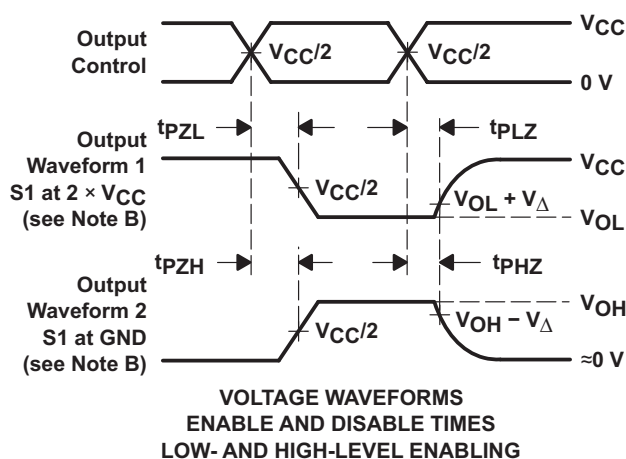 Output
Control
VCC/2
VCC/2
VCC
0 V
tPZL
tPLZ
Output
Waveform 1
S1 at 2 × VCC
(see Note B)
VCC/2
VCC
VOL + VΔ
VOL
tPZH
tPHZ
Output
Waveform 2
S1 at GND
(see Note B)
VCC/2
VOH
VOH − VΔ
≈0 V
VOLTAGE WAVEFORMS
ENABLE AND DISABLE TIMES
LOW- AND HIGH-LEVEL ENABLING